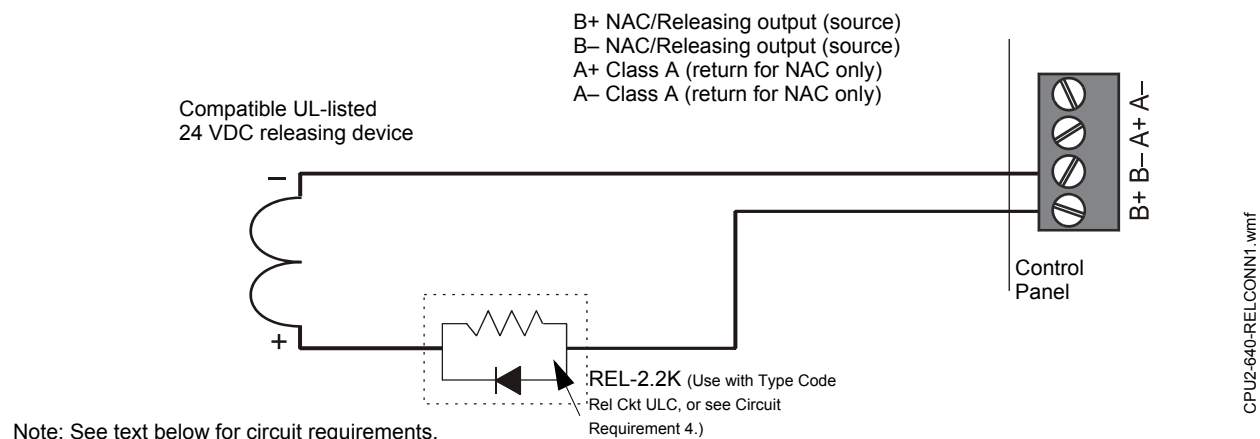 B+ NAC/Releasing output (source)
B– NAC/Releasing output (source)
A+ Class A (return for NAC only)
A– Class A (return for NAC only)
Compatible UL-listed
24 VDC releasing device
B+ B– A+ A–
–
+
Control
Panel
REL-2.2K (Use with Type Code
Rel Ckt ULC, or see Circuit
Requirement 4.)
Note: See text below for circuit requirements.
CPU2-640-RELCONN1.wmf